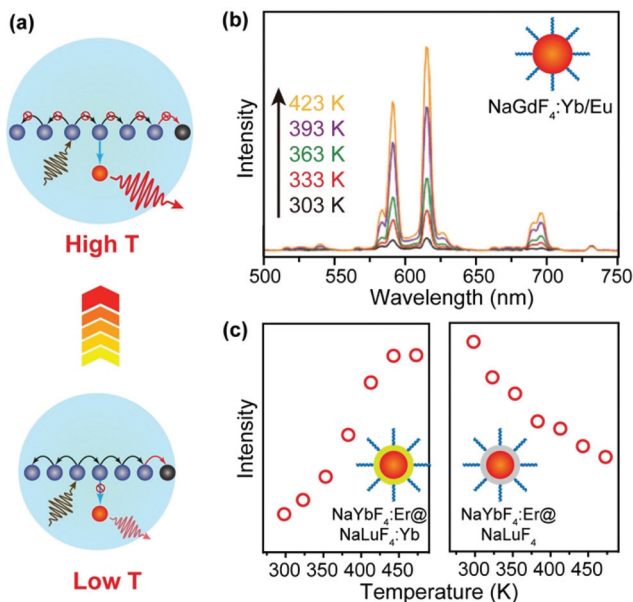 (a)
High T
Low T
(b)
Intensity
423 K
393 K
363 K
333 K
303 K
NaGdF₄:Yb/Eu
500 550 600 650 700 750
Wavelength (nm)
(c)
Intensity
NaYbF₄:Er@
NaLuF₄:Yb
NaYbF₄:Er@
NaLuF₄
300 350 400 450 300 350 400 450
Temperature (K)